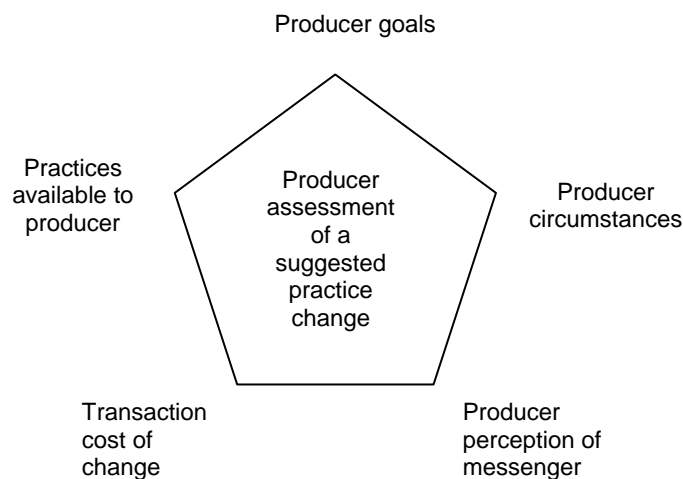 Producer goals
Practices
available to
producer
Producer
assessment
of a
suggested
practice
change
Producer
circumstances
Transaction
cost of
change
Producer
perception of
messenger